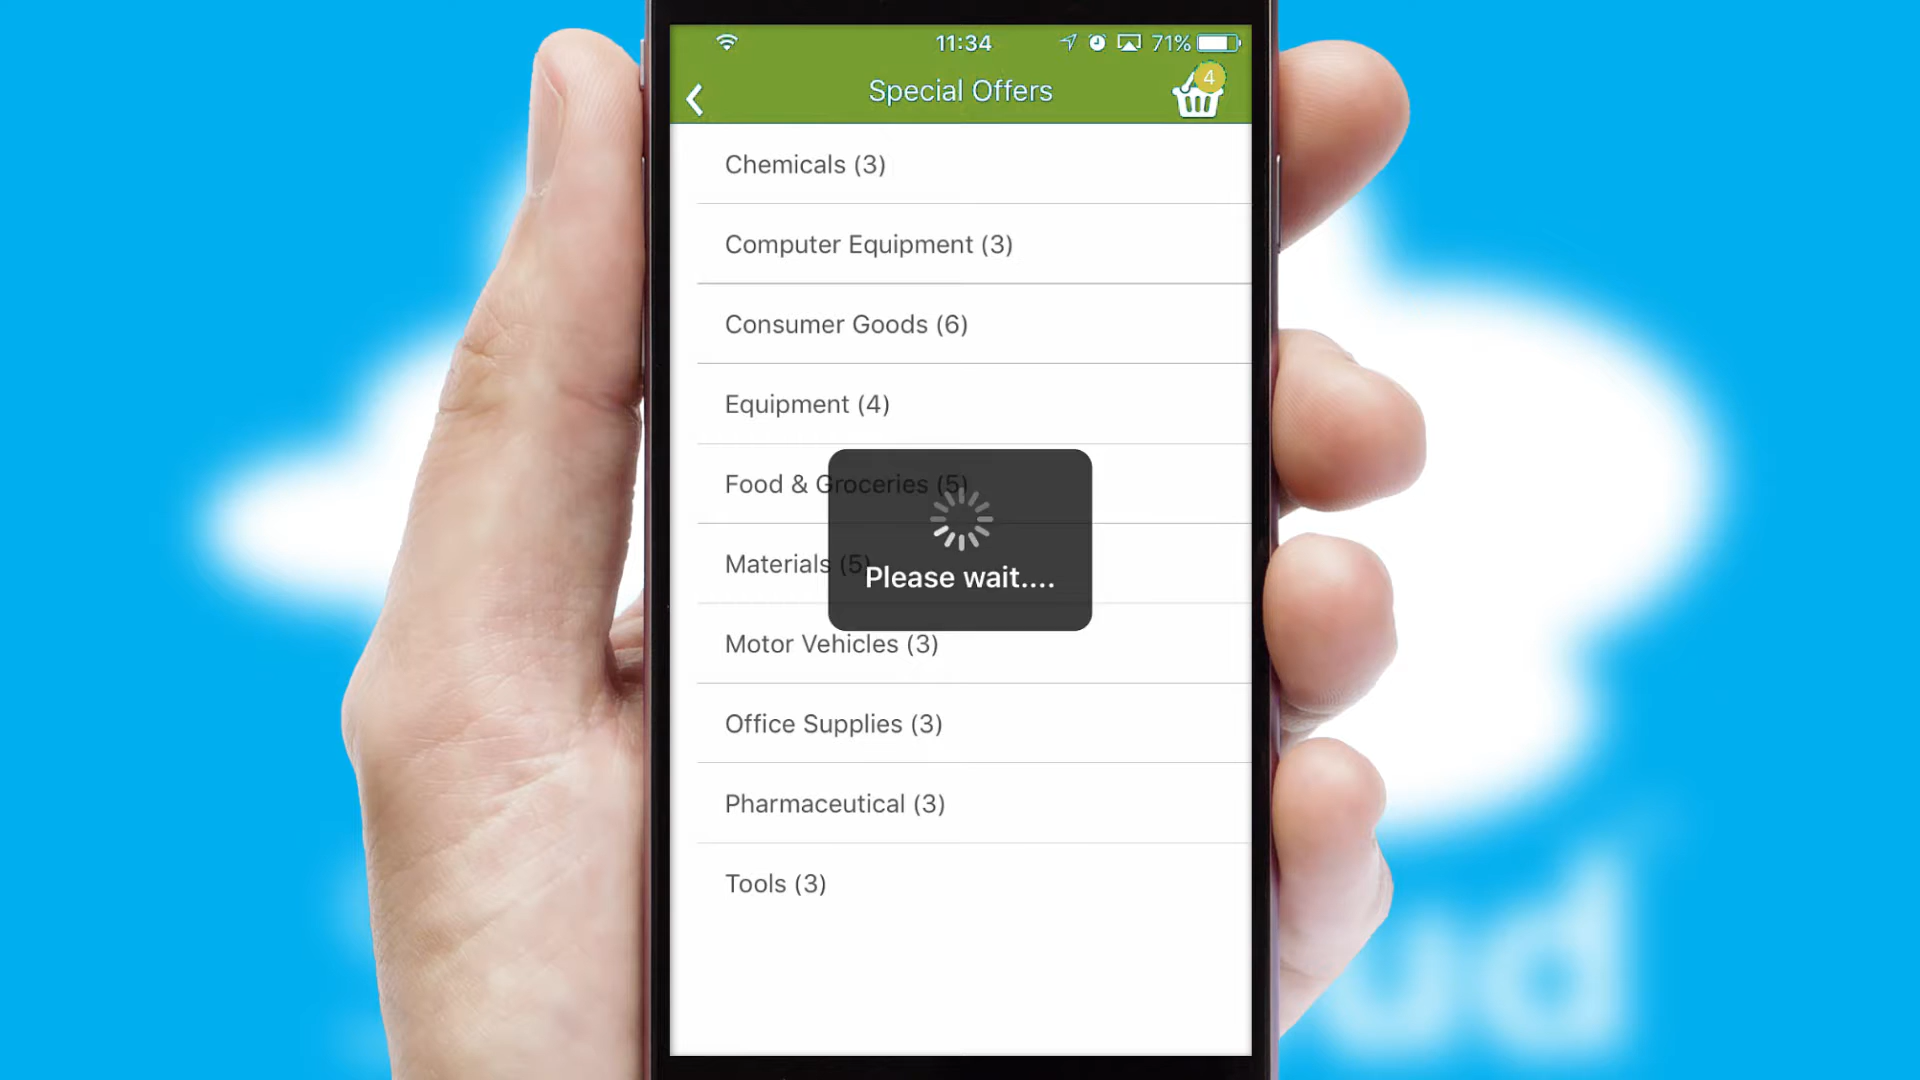 11:34
71%
Special Offers
4
Chemicals (3)
Computer Equipment (3)
Consumer Goods (6)
Equipment (4)
Food & Groceries (5)
Materials (5)
Please wait....
Motor Vehicles (3)
Office Supplies (3)
Pharmaceutical (3)
Tools (3)
ud